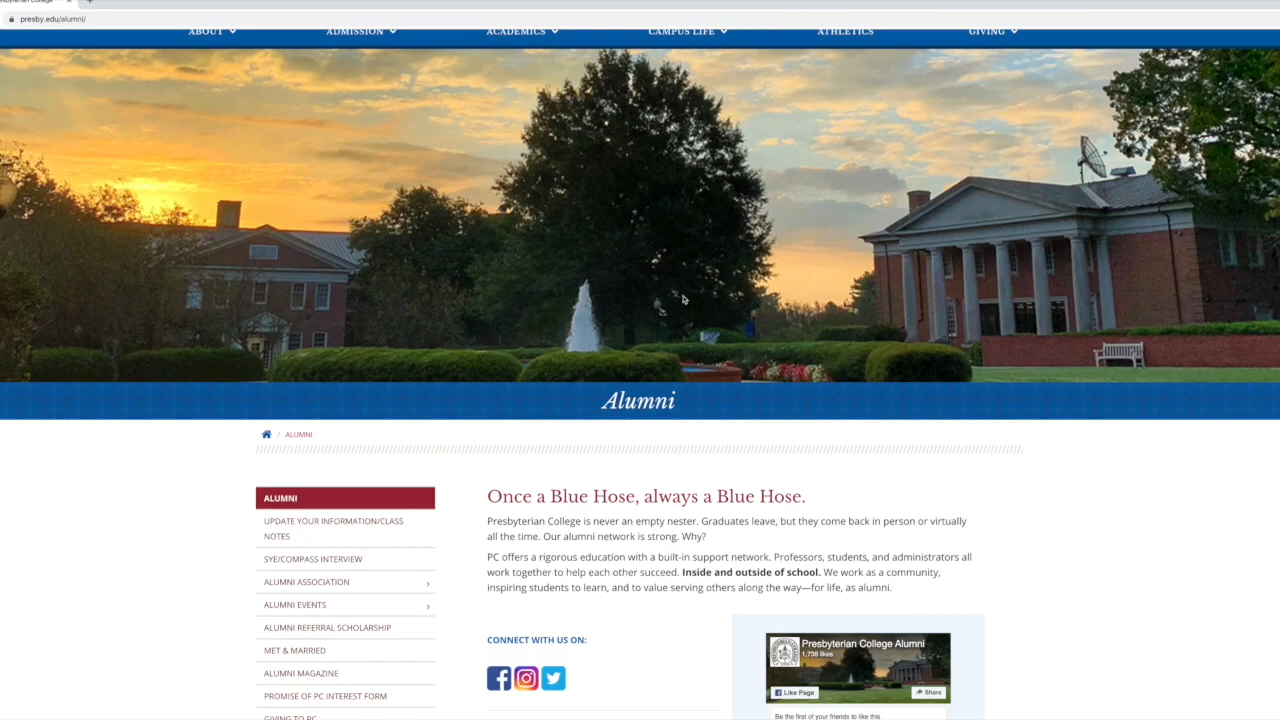 presby.edu/alumni/
ABOUT
ADMISSION
ACADEMICS
CAMPUS LIFE
ATHLETICS
GIVING
Alumni
/ ALUMNI
ALUMNI
UPDATE YOUR INFORMATION/CLASS
NOTES
SYE/COMPASS INTERVIEW
ALUMNI ASSOCIATION
ALUMNI EVENTS
ALUMNI REFERRAL SCHOLARSHIP
MET & MARRIED
ALUMNI MAGAZINE
PROMISE OF PC INTEREST FORM
GIVING TO PC
Once a Blue Hose, always a Blue Hose.
Presbyterian College is never an empty nester. Graduates leave, but they come back in person or virtually
all the time. Our alumni network is strong. Why?
PC offers a rigorous education with a built-in support network. Professors, students, and administrators all
work together to help each other succeed. Inside and outside of school. We work as a community,
inspiring students to learn, and to value serving others along the way—for life, as alumni.
CONNECT WITH US ON:
Presbyterian College Alumni
1,738 likes
Like Page
Share
Be the first of your friends to like this